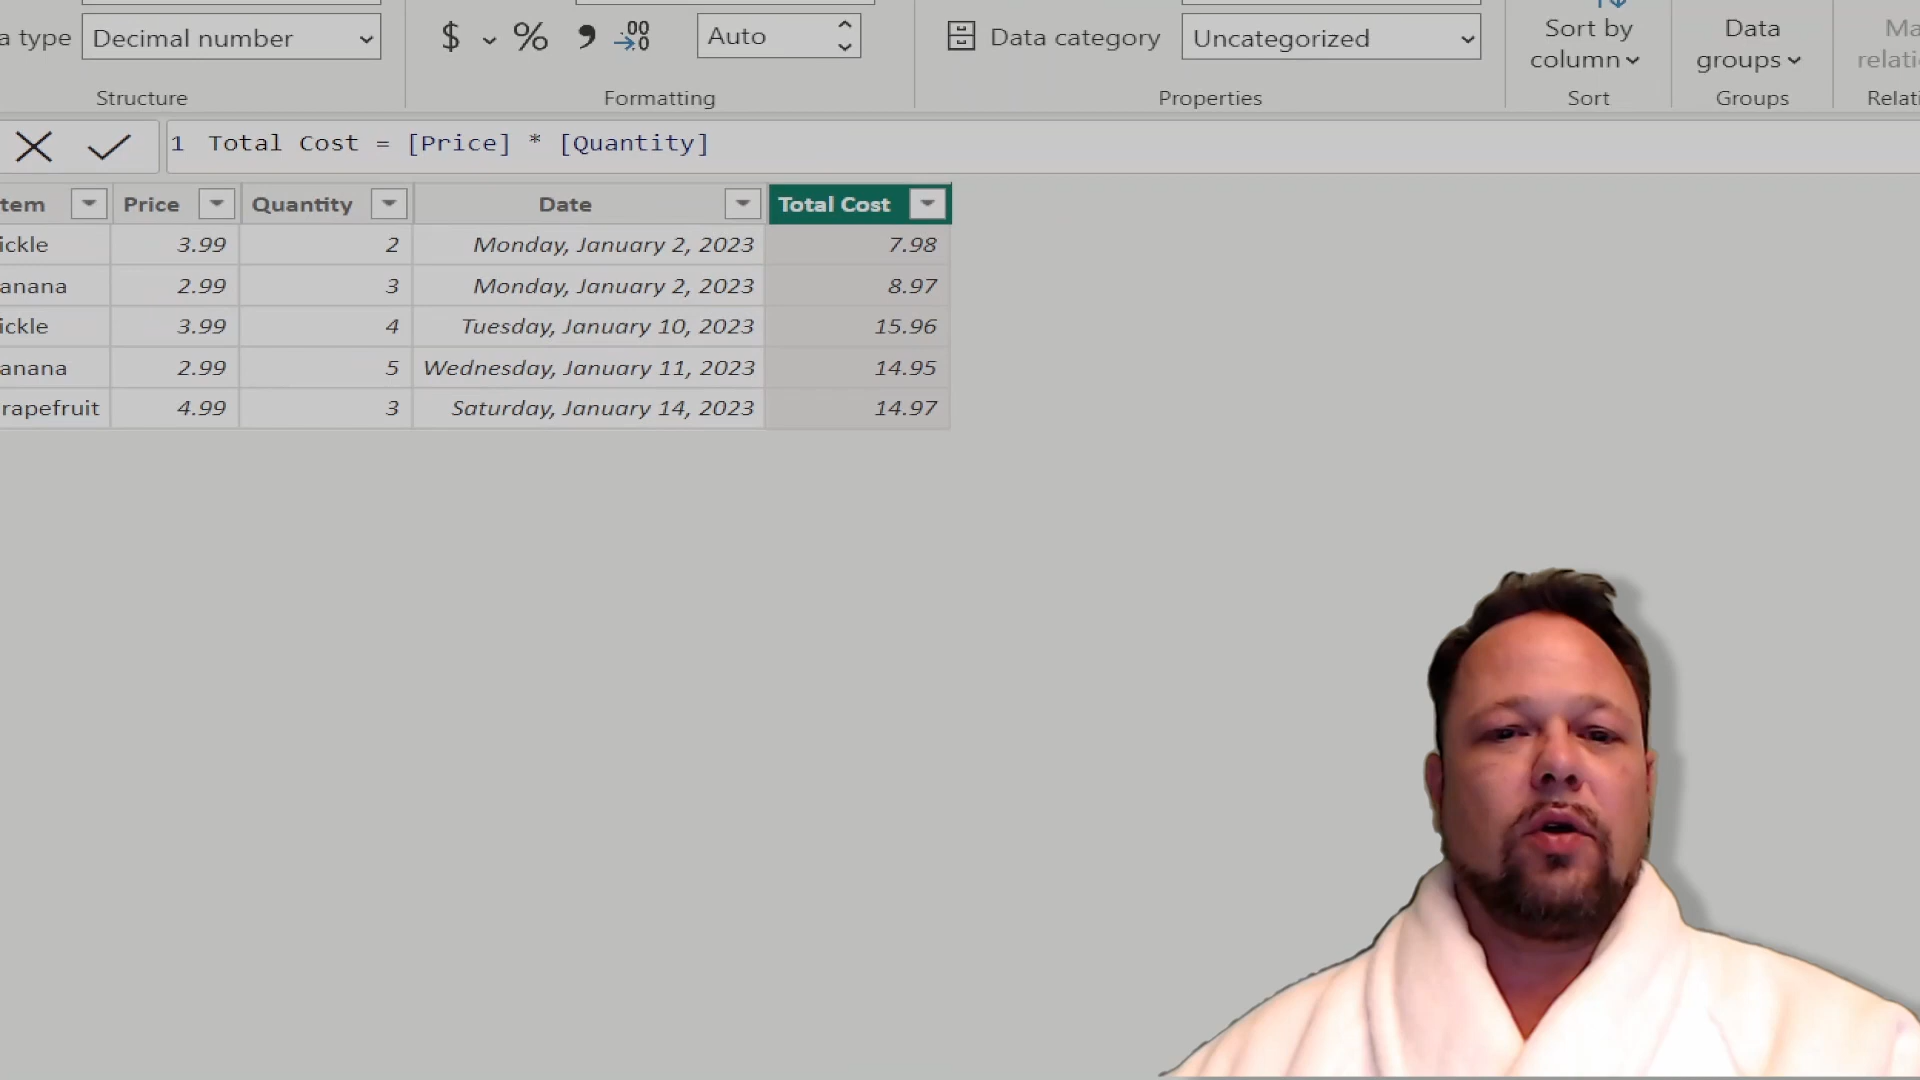 a type Decimal number
$ % , .00 Auto
Data category Uncategorized
Sort by column
Data groups
Structure Formatting Properties Sort Groups
1 Total Cost = [Price] * [Quantity]
tem Price Quantity Date Total Cost
ickle 3.99 2 Monday, January 2, 2023 7.98
anana 2.99 3 Monday, January 2, 2023 8.97
ickle 3.99 4 Tuesday, January 10, 2023 15.96
anana 2.99 5 Wednesday, January 11, 2023 14.95
rapefruit 4.99 3 Saturday, January 14, 2023 14.97